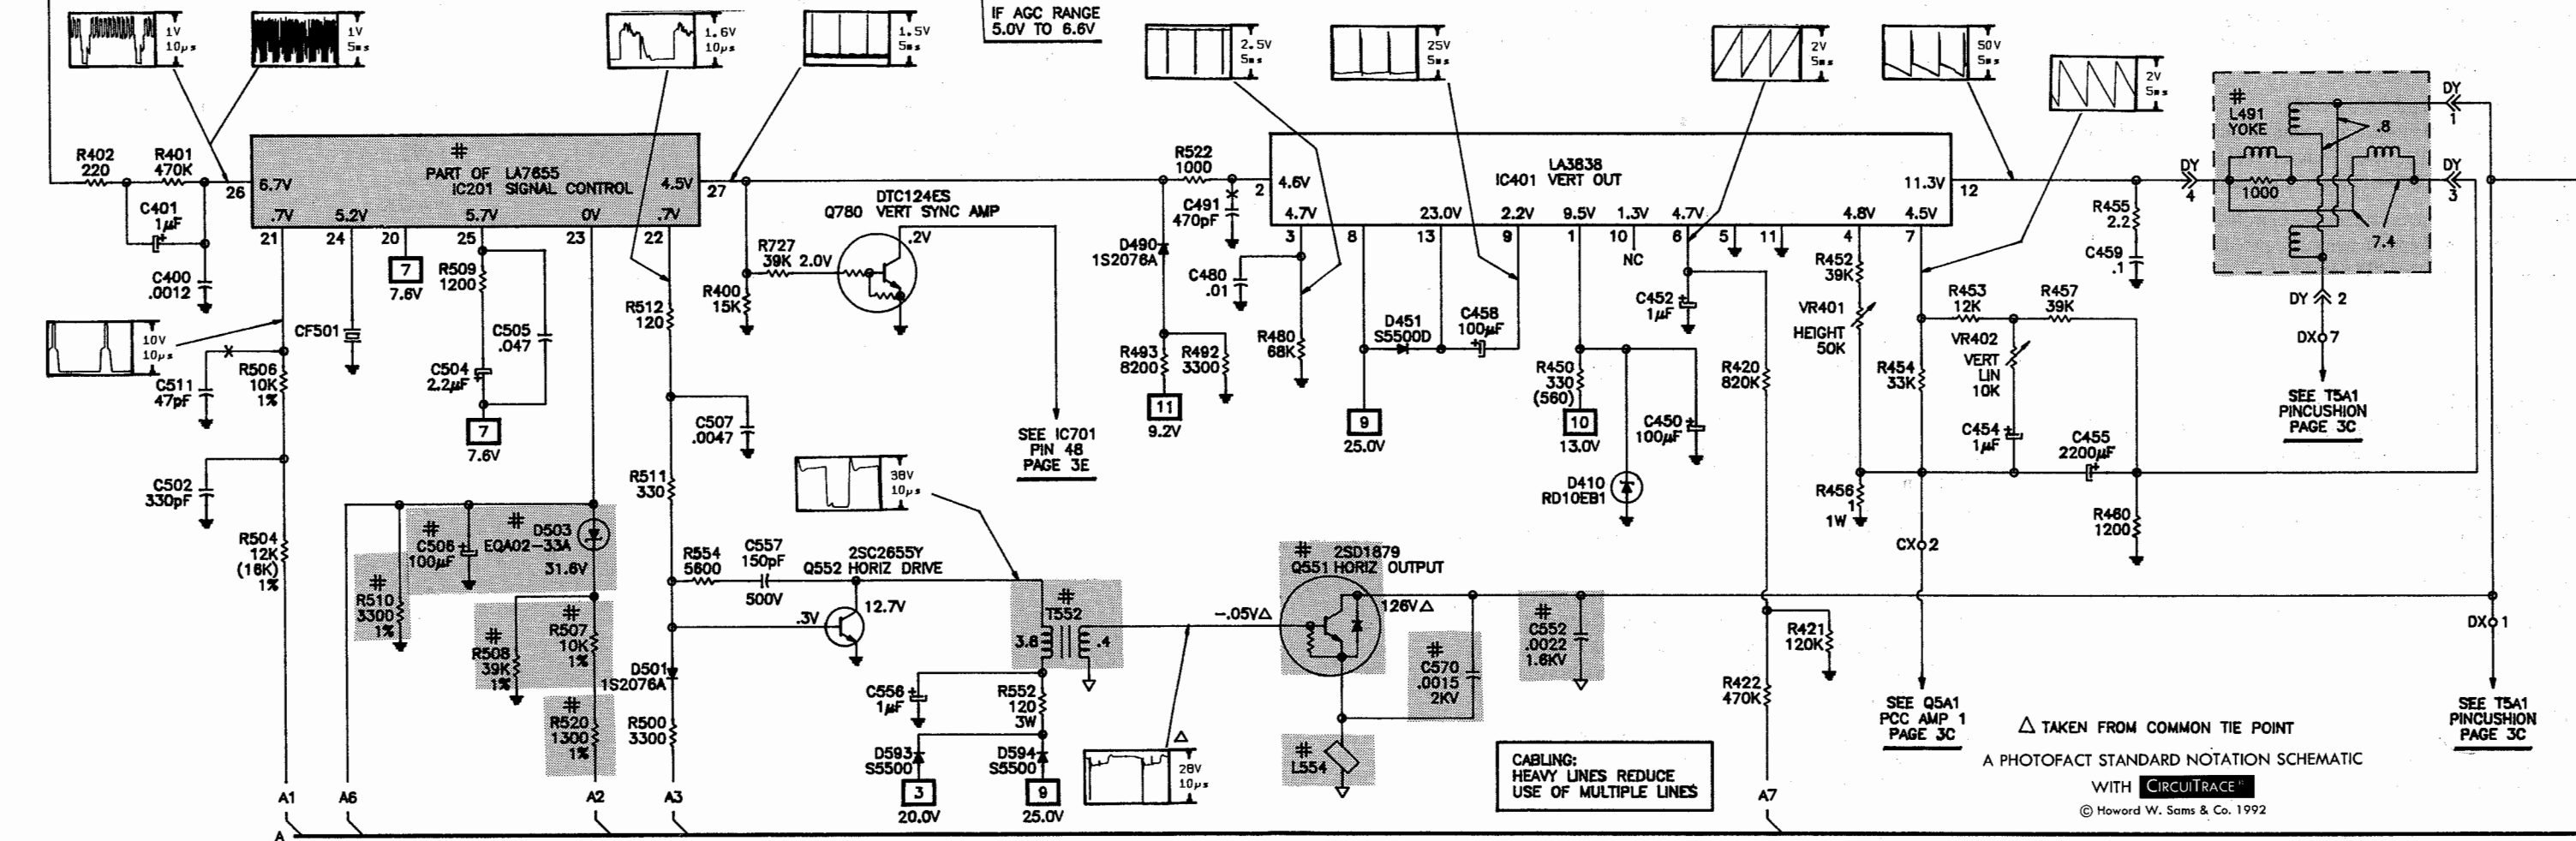 IF AGC RANGE
5.0V TO 6.6V
1V
10µs
1V
5ms
1.6V
10µs
1.5V
5ms
2.5V
5ms
25V
5ms
2V
5ms
50V
5ms
2V
5ms
R402
220
R401
470K
C401
1µF
C400
.0012
26
#
PART OF LA7655
IC201 SIGNAL CONTROL
6.7V
4.5V
.7V
5.2V
5.7V
0V
.7V
21
24
20
25
23
22
27
7
7.6V
R509
1200
C505
.047
C504
2.2µF
7
7.6V
CF501
10V
10µs
C511
47pF
R506
10K
1%
C502
330pF
R504
12K
(16K)
1%
R512
120
C507
.0047
R511
330
R400
15K
R727
39K
2.0V
DTC124ES
Q780 VERT SYNC AMP
.2V
SEE IC701
PIN 48
PAGE 3E
R522
1000
C491
470pF
D490
1S2076A
R493
8200
R492
3300
11
9.2V
2
LA3838
IC401 VERT OUT
4.6V
11.3V
4.7V
23.0V
2.2V
9.5V
1.3V
4.7V
4.8V
4.5V
12
3
8
13
9
1
10
6
5
11
4
7
NC
C480
.01
R480
68K
D451
S5500D
C458
100µF
9
25.0V
R450
330
(560)
10
13.0V
C450
100µF
D410
RD10EB1
C452
1µF
R420
820K
R452
39K
VR401
HEIGHT
50K
R454
33K
R453
12K
R457
39K
VR402
VERT
LIN
10K
C454
1µF
C455
2200µF
R456
1
1W
R460
1200
CX 2
R455
2.2
C459
.1
DY
4
#
L491
YOKE
.8
1000
7.4
DY
1
DY
3
DY 2
DX 7
SEE T5A1
PINCUSHION
PAGE 3C
#
C506
100µF
#
D503
EQA02-33A
31.6V
#
R510
3300
1%
#
R508
39K
1%
#
R507
10K
1%
#
R520
1300
1%
R554
5600
C557
150pF
500V
2SC2655Y
Q552 HORIZ DRIVE
.3V
12.7V
38V
10µs
D501
1S2076A
R500
3300
#
T552
3.8
.4
C556
1µF
R552
120
3W
D593
S5500
D594
S5500
3
20.0V
9
25.0V
28V
10µs
△
-.05V△
#
2SD1879
Q551 HORIZ OUTPUT
126V△
#
C570
.0015
2KV
#
C552
.0022
1.6KV
#
L554
R421
120K
R422
470K
DX 1
SEE Q5A1
PCC AMP 1
PAGE 3C
SEE T5A1
PINCUSHION
PAGE 3C
CABLING:
HEAVY LINES REDUCE
USE OF MULTIPLE LINES
△ TAKEN FROM COMMON TIE POINT
A PHOTOFACT STANDARD NOTATION SCHEMATIC
WITH CIRCUITRACE
© Howard W. Sams & Co. 1992
A1
A6
A2
A3
A7
A